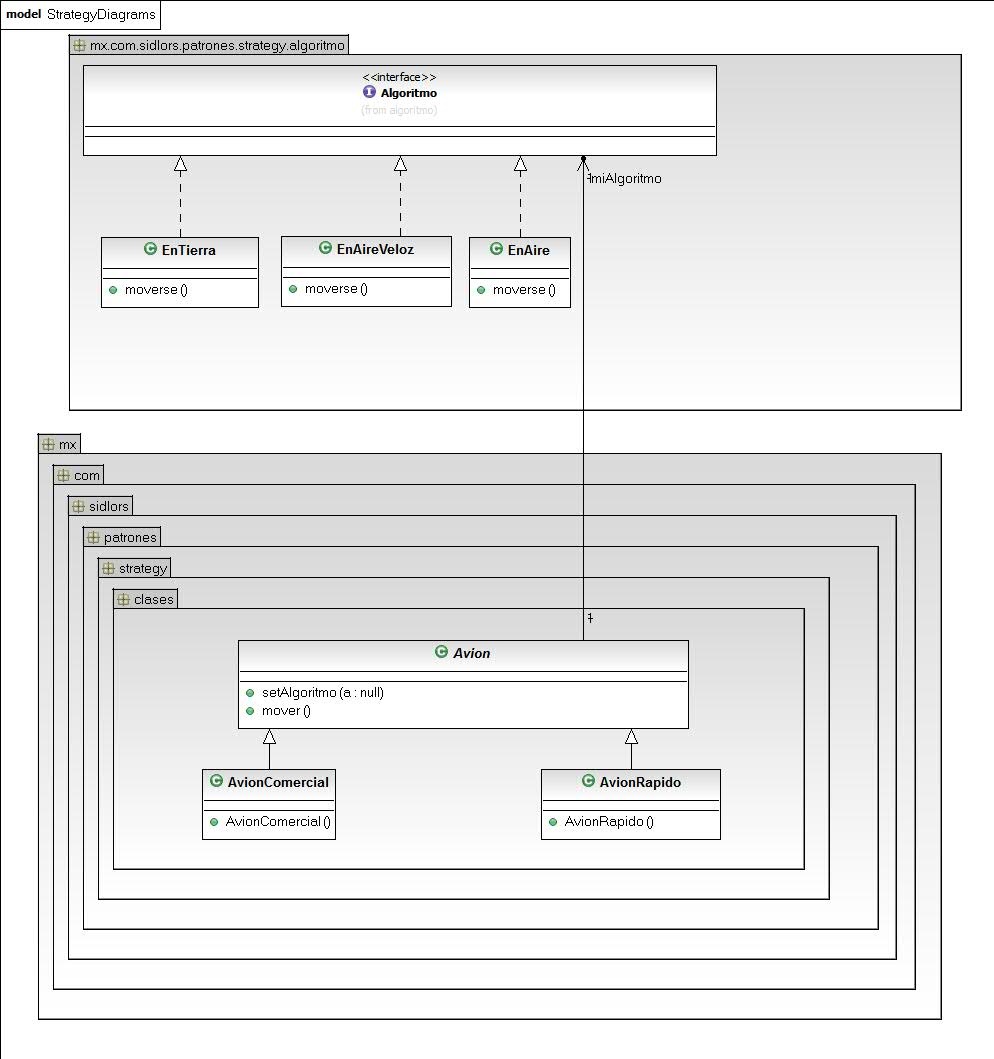 model StrategyDiagrams
mx.com.sidlors.patrones.strategy.algoritmo
<<interface>>
I Algoritmo
(from algoritmo)
1
miAlgoritmo
C EnTierra
moverse ()
C EnAireVeloz
moverse ()
C EnAire
moverse ()
mx
com
sidlors
patrones
strategy
clases
1
C Avion
setAlgoritmo (a : null)
mover ()
C AvionComercial
AvionComercial ()
C AvionRapido
AvionRapido ()